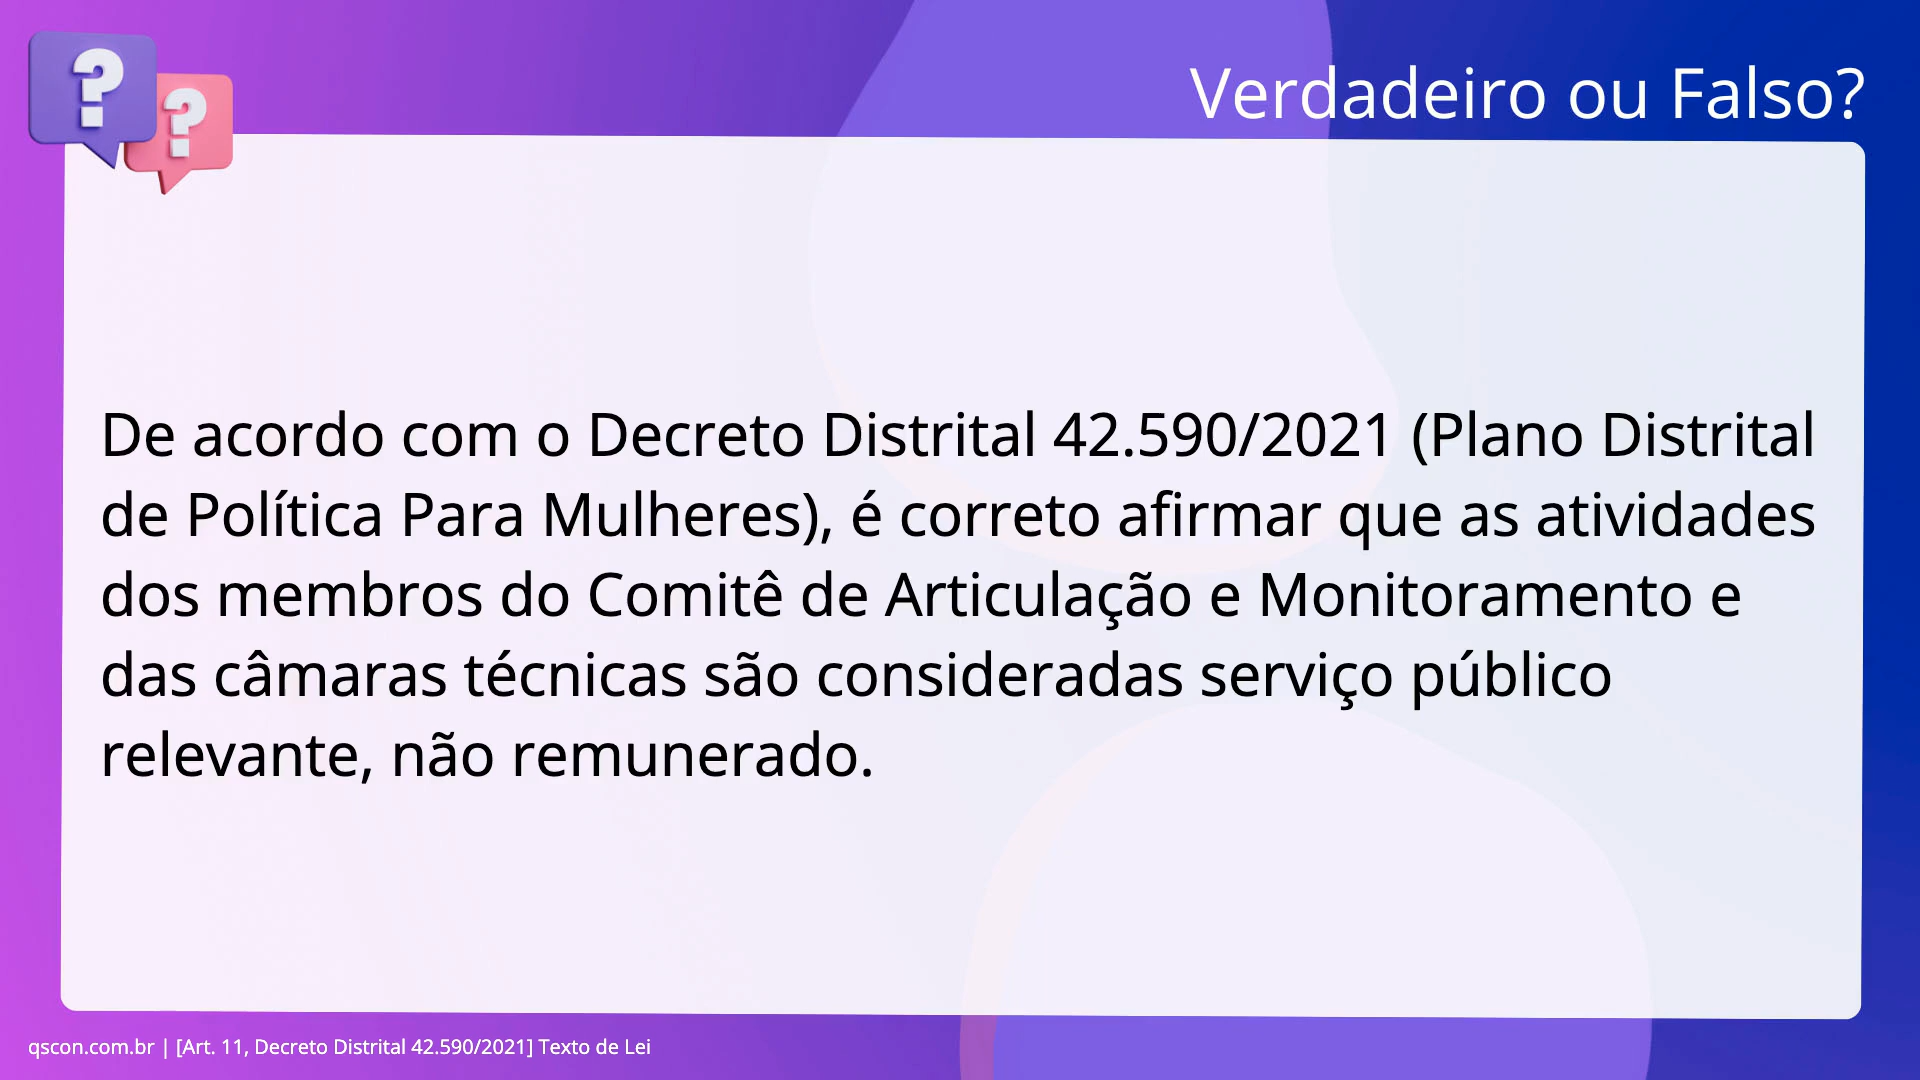 Verdadeiro ou Falso?
De acordo com o Decreto Distrital 42.590/2021 (Plano Distrital
de Política Para Mulheres), é correto afirmar que as atividades
dos membros do Comitê de Articulação e Monitoramento e
das câmaras técnicas são consideradas serviço público
relevante, não remunerado.
qscon.com.br | [Art. 11, Decreto Distrital 42.590/2021] Texto de Lei